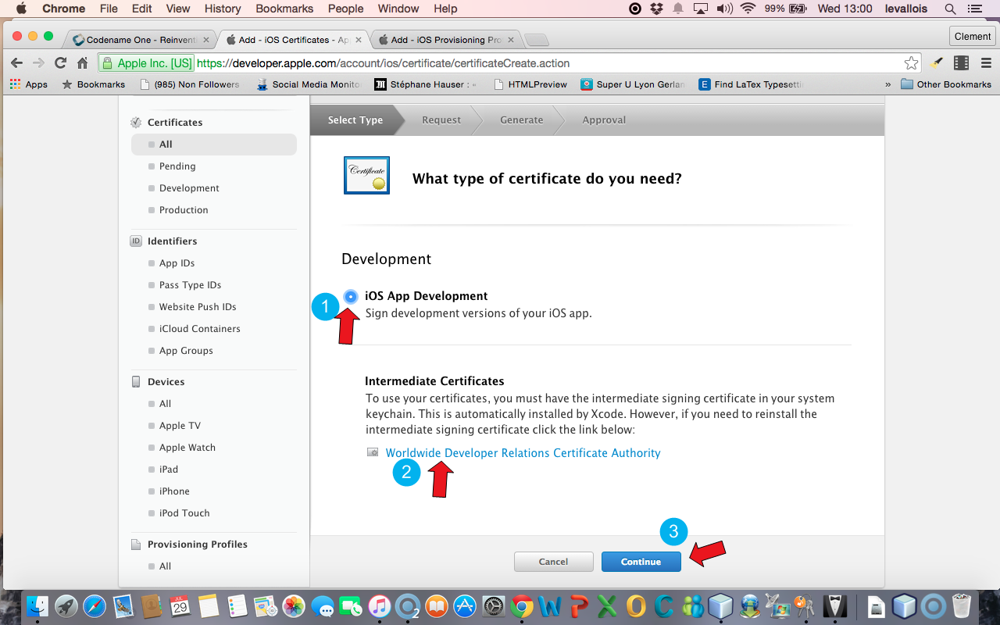 Chrome File Edit View History Bookmarks People Window Help 99% Wed 13:00 levallois
Codename One - Reinventi Add - iOS Certificates - Ap Add - iOS Provisioning Pro Clement
Apple Inc. [US] https://developer.apple.com/account/ios/certificate/certificateCreate.action
Apps Bookmarks (985) Non Followers Social Media Monito Stéphane Hauser : « HTMLPreview Super U Lyon Gerlan Find LaTex Typesettin » Other Bookmarks
Certificates
All
Pending
Development
Production
ID Identifiers
App IDs
Pass Type IDs
Website Push IDs
iCloud Containers
App Groups
Devices
All
Apple TV
Apple Watch
iPad
iPhone
iPod Touch
Provisioning Profiles
All
Select Type Request Generate Approval
Certificate
What type of certificate do you need?
Development
1
iOS App Development
Sign development versions of your iOS app.
Intermediate Certificates
To use your certificates, you must have the intermediate signing certificate in your system
keychain. This is automatically installed by Xcode. However, if you need to reinstall the
intermediate signing certificate click the link below:
Worldwide Developer Relations Certificate Authority
2
3
Cancel Continue
JUL 29